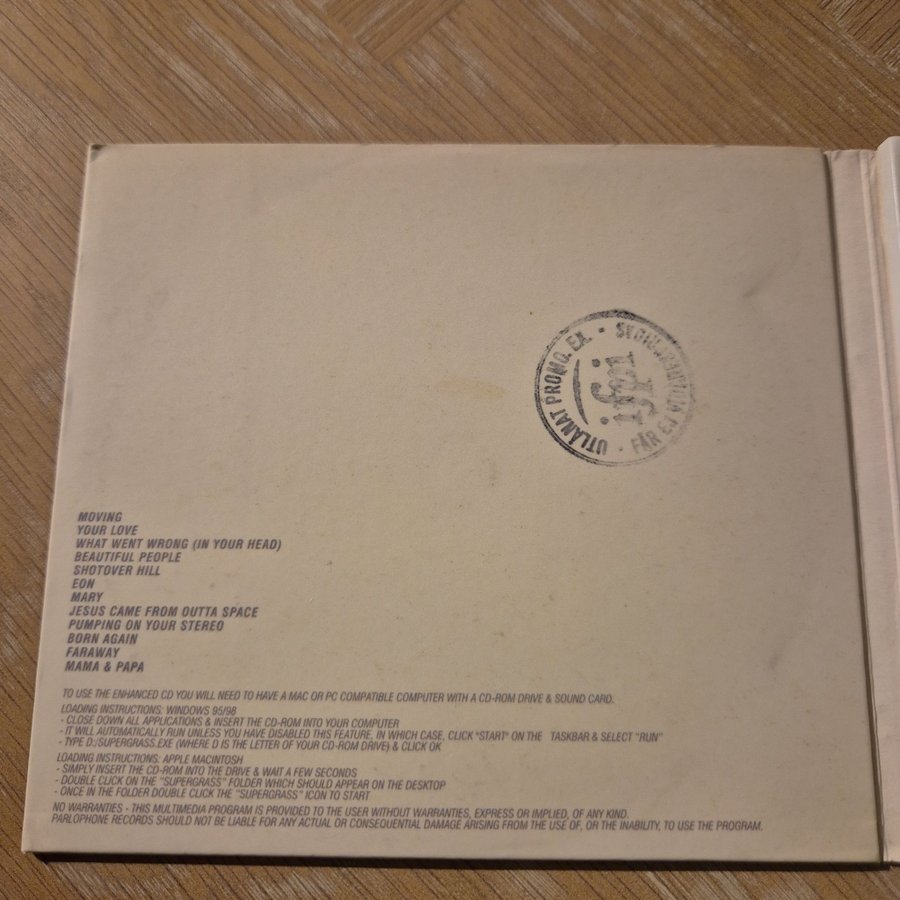 UTLÅNAT PROMO. EX.
ifpi
FÅR EJ
MOVING
YOUR LOVE
WHAT WENT WRONG (IN YOUR HEAD)
BEAUTIFUL PEOPLE
SHOTOVER HILL
EON
MARY
JESUS CAME FROM OUTTA SPACE
PUMPING ON YOUR STEREO
BORN AGAIN
FARAWAY
MAMA & PAPA
TO USE THE ENHANCED CD YOU WILL NEED TO HAVE A MAC OR PC COMPATIBLE COMPUTER WITH A CD-ROM DRIVE & SOUND CARD.
LOADING INSTRUCTIONS: WINDOWS 95/98
- CLOSE DOWN ALL APPLICATIONS & INSERT THE CD-ROM INTO YOUR COMPUTER
- IT WILL AUTOMATICALLY RUN UNLESS YOU HAVE DISABLED THIS FEATURE, IN WHICH CASE, CLICK "START" ON THE TASKBAR & SELECT "RUN"
- TYPE D:/SUPERGRASS.EXE (WHERE D IS THE LETTER OF YOUR CD-ROM DRIVE) & CLICK OK
LOADING INSTRUCTIONS: APPLE MACINTOSH
- SIMPLY INSERT THE CD-ROM INTO THE DRIVE & WAIT A FEW SECONDS
- DOUBLE CLICK ON THE "SUPERGRASS" FOLDER WHICH SHOULD APPEAR ON THE DESKTOP
- ONCE IN THE FOLDER DOUBLE CLICK THE "SUPERGRASS" ICON TO START
NO WARRANTIES - THIS MULTIMEDIA PROGRAM IS PROVIDED TO THE USER WITHOUT WARRANTIES, EXPRESS OR IMPLIED, OF ANY KIND.
PARLOPHONE RECORDS SHOULD NOT BE LIABLE FOR ANY ACTUAL OR CONSEQUENTIAL DAMAGE ARISING FROM THE USE OF, OR THE INABILITY, TO USE THE PROGRAM.